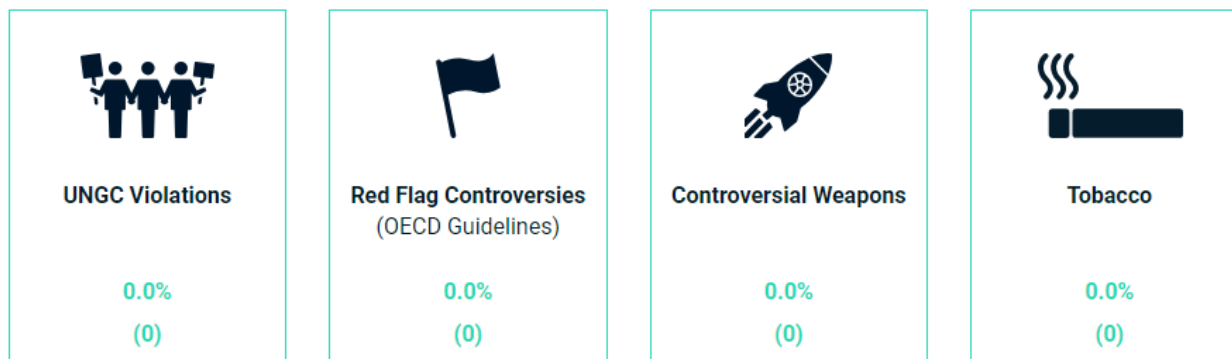 UNGC Violations
0.0%
(0)
Red Flag Controversies
(OECD Guidelines)
0.0%
(0)
Controversial Weapons
0.0%
(0)
Tobacco
0.0%
(0)